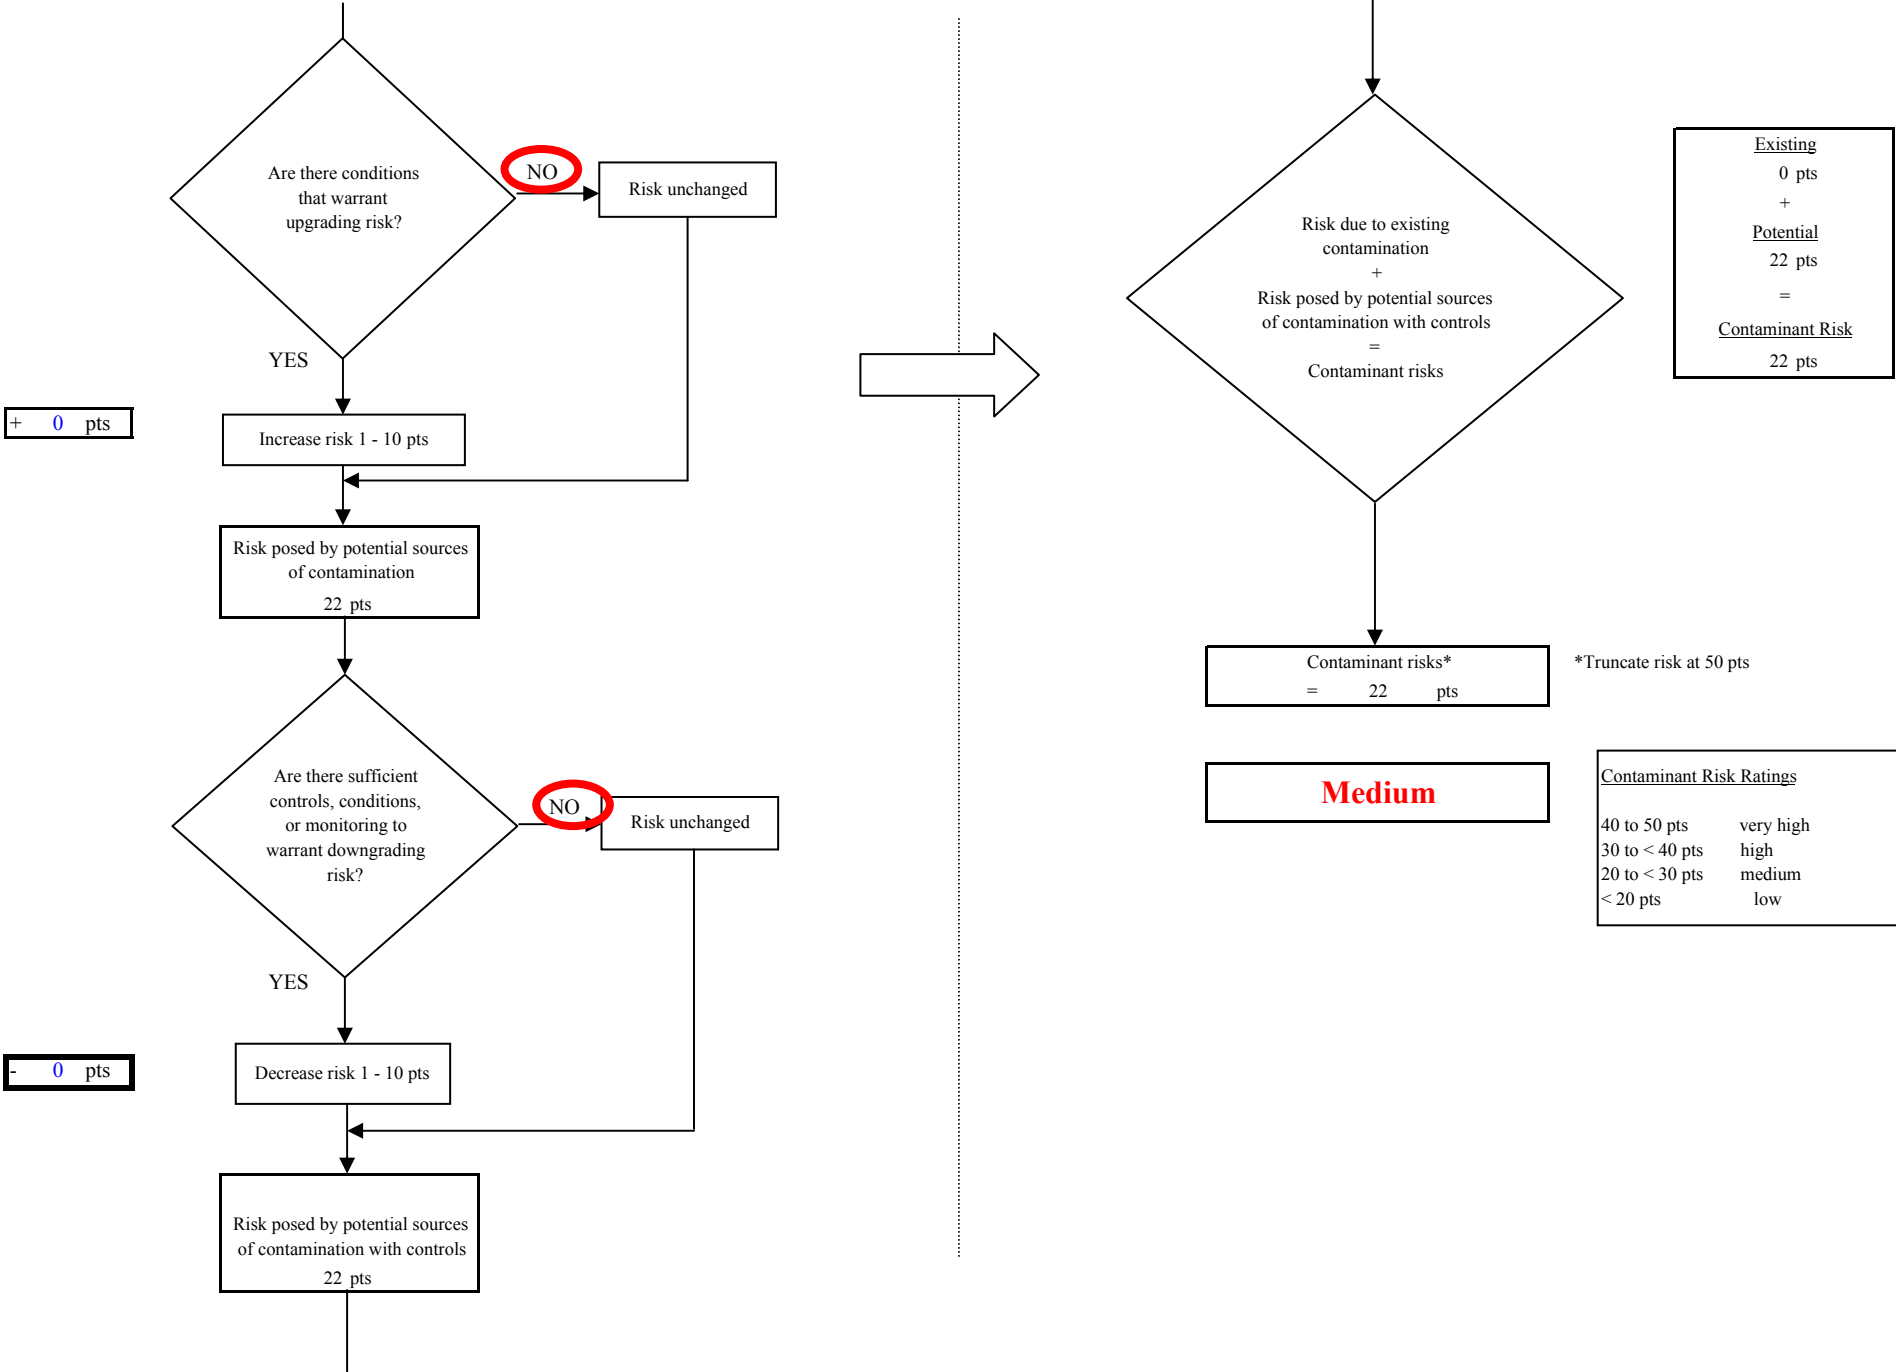 Are there conditions
that warrant
upgrading risk?
NO
Risk unchanged
YES
+ 0 pts
Increase risk 1 - 10 pts
Risk posed by potential sources
of contamination
22 pts
Are there sufficient
controls, conditions,
or monitoring to
warrant downgrading
risk?
NO
Risk unchanged
YES
- 0 pts
Decrease risk 1 - 10 pts
Risk posed by potential sources
of contamination with controls
22 pts
Risk due to existing
contamination
+
Risk posed by potential sources
of contamination with controls
=
Contaminant risks
Existing
0 pts
+
Potential
22 pts
=
Contaminant Risk
22 pts
Contaminant risks*
= 22 pts
*Truncate risk at 50 pts
Medium
Contaminant Risk Ratings
40 to 50 pts very high
30 to < 40 pts high
20 to < 30 pts medium
< 20 pts low